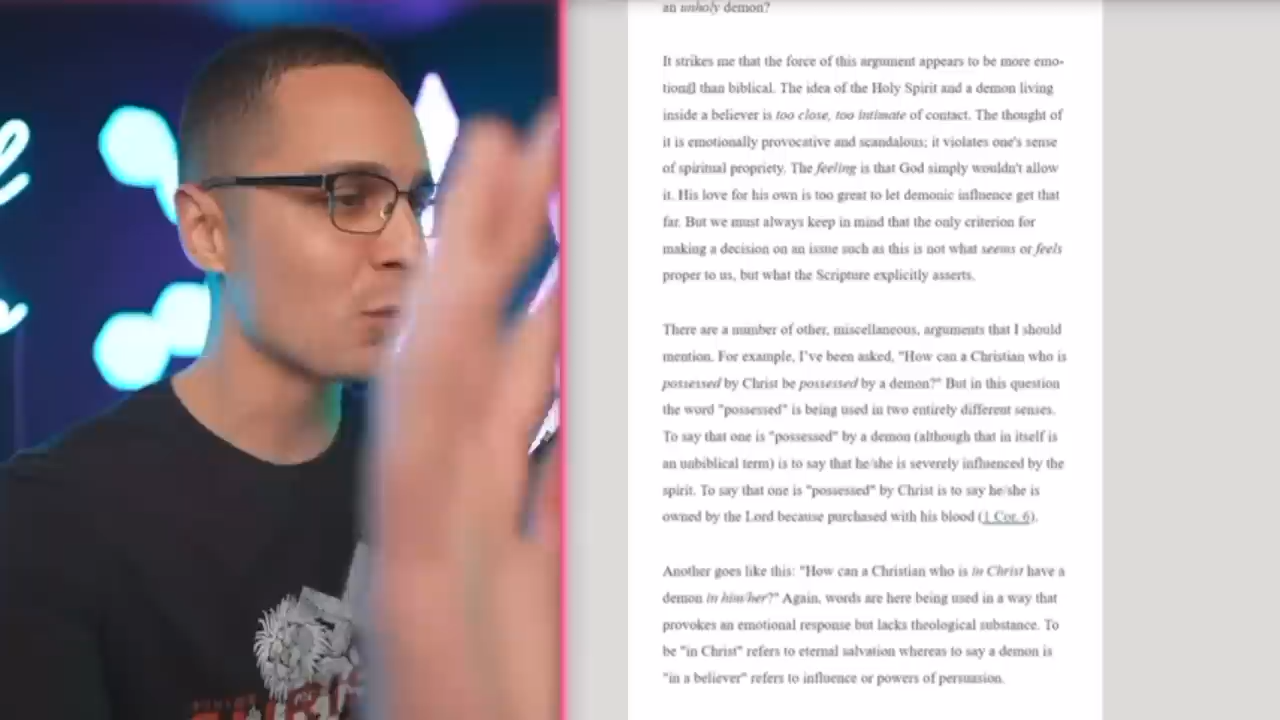 an unholy demon?
It strikes me that the force of this argument appears to be more emo-
tional than biblical. The idea of the Holy Spirit and a demon living
inside a believer is too close, too intimate of contact. The thought of
it is emotionally provocative and scandalous; it violates one's sense
of spiritual propriety. The feeling is that God simply wouldn't allow
it. His love for his own is too great to let demonic influence get that
far. But we must always keep in mind that the only criterion for
making a decision on an issue such as this is not what seems or feels
proper to us, but what the Scripture explicitly asserts.
There are a number of other, miscellaneous, arguments that I should
mention. For example, I've been asked, "How can a Christian who is
possessed by Christ be possessed by a demon?" But in this question
the word "possessed" is being used in two entirely different senses.
To say that one is "possessed" by a demon (although that in itself is
an unbiblical term) is to say that he/she is severely influenced by the
spirit. To say that one is "possessed" by Christ is to say he/she is
owned by the Lord because purchased with his blood (1 Cor. 6).
Another goes like this: "How can a Christian who is in Christ have a
demon in him/her?" Again, words are here being used in a way that
provokes an emotional response but lacks theological substance. To
be "in Christ" refers to eternal salvation whereas to say a demon is
"in a believer" refers to influence or powers of persuasion.